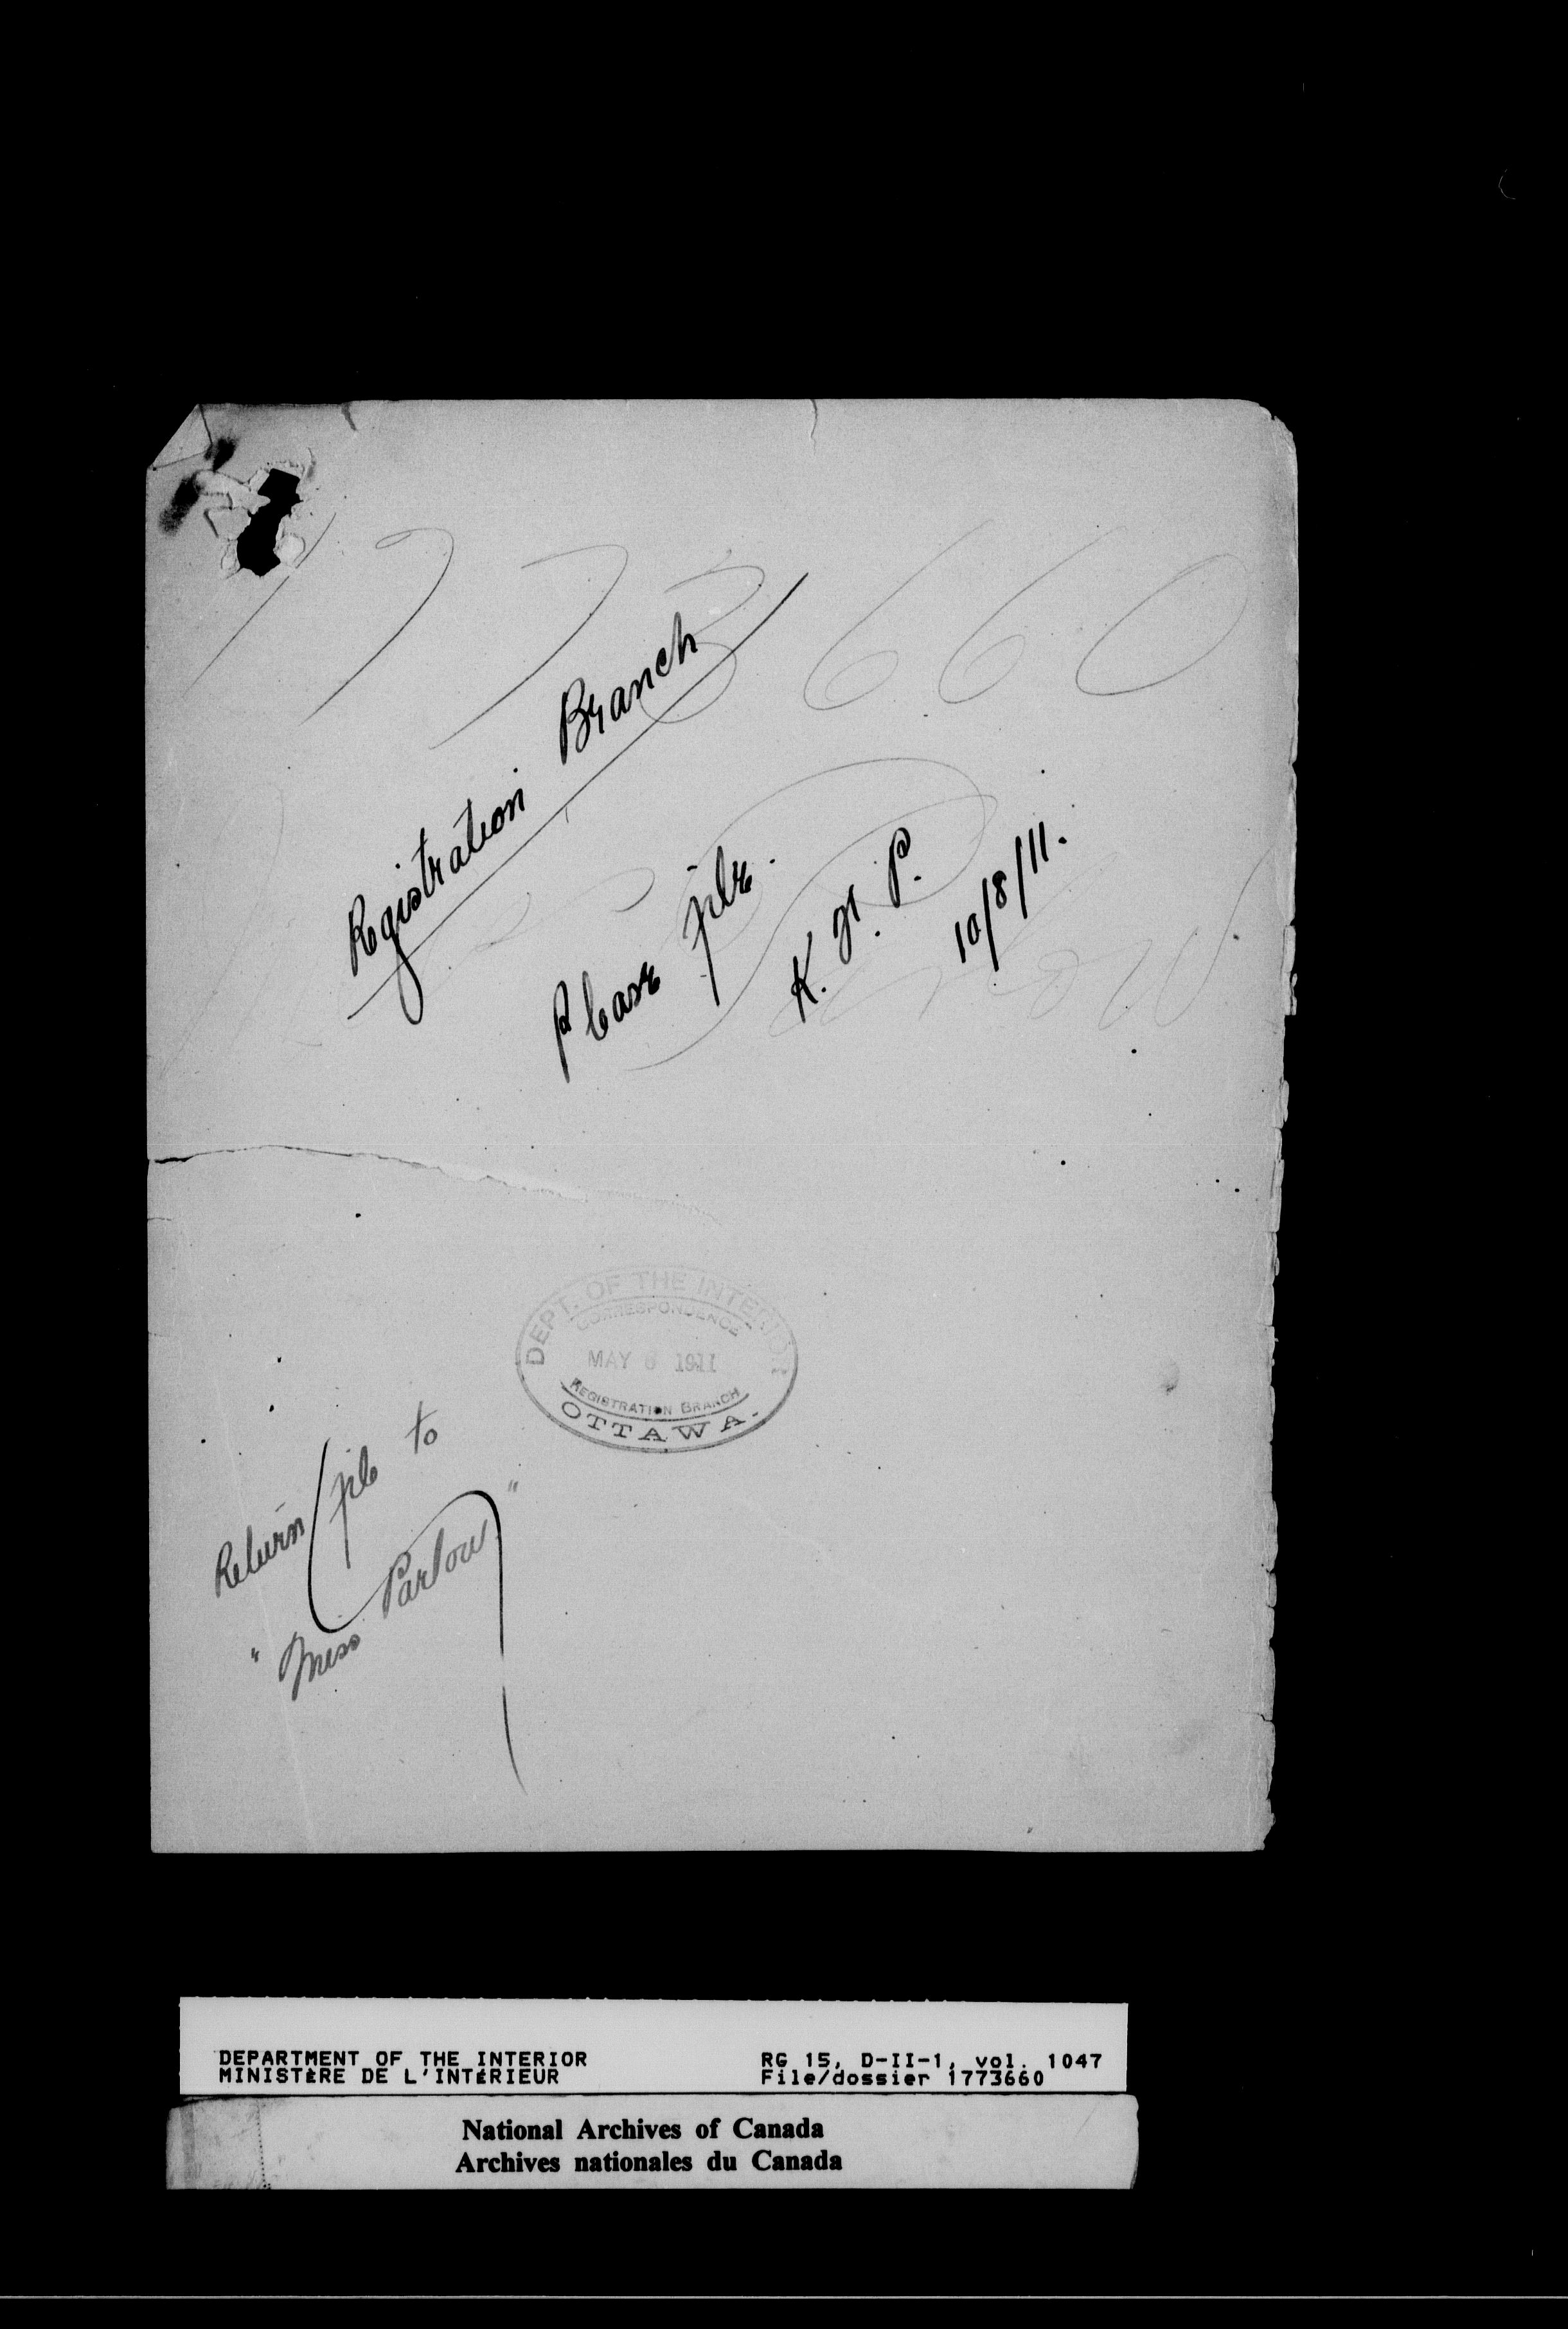 1773660
Registration Branch
Please file.
K. H. P.
10/8/11.
Miss Parlow
DEPT. OF THE INTERIOR
CORRESPONDENCE
MAY 6 1911
REGISTRATION BRANCH
OTTAWA.
Return file to
"Miss Parlow"
DEPARTMENT OF THE INTERIOR
MINISTÈRE DE L'INTÉRIEUR
RG 15, D-II-1, vol. 1047
File/dossier 1773660
National Archives of Canada
Archives nationales du Canada